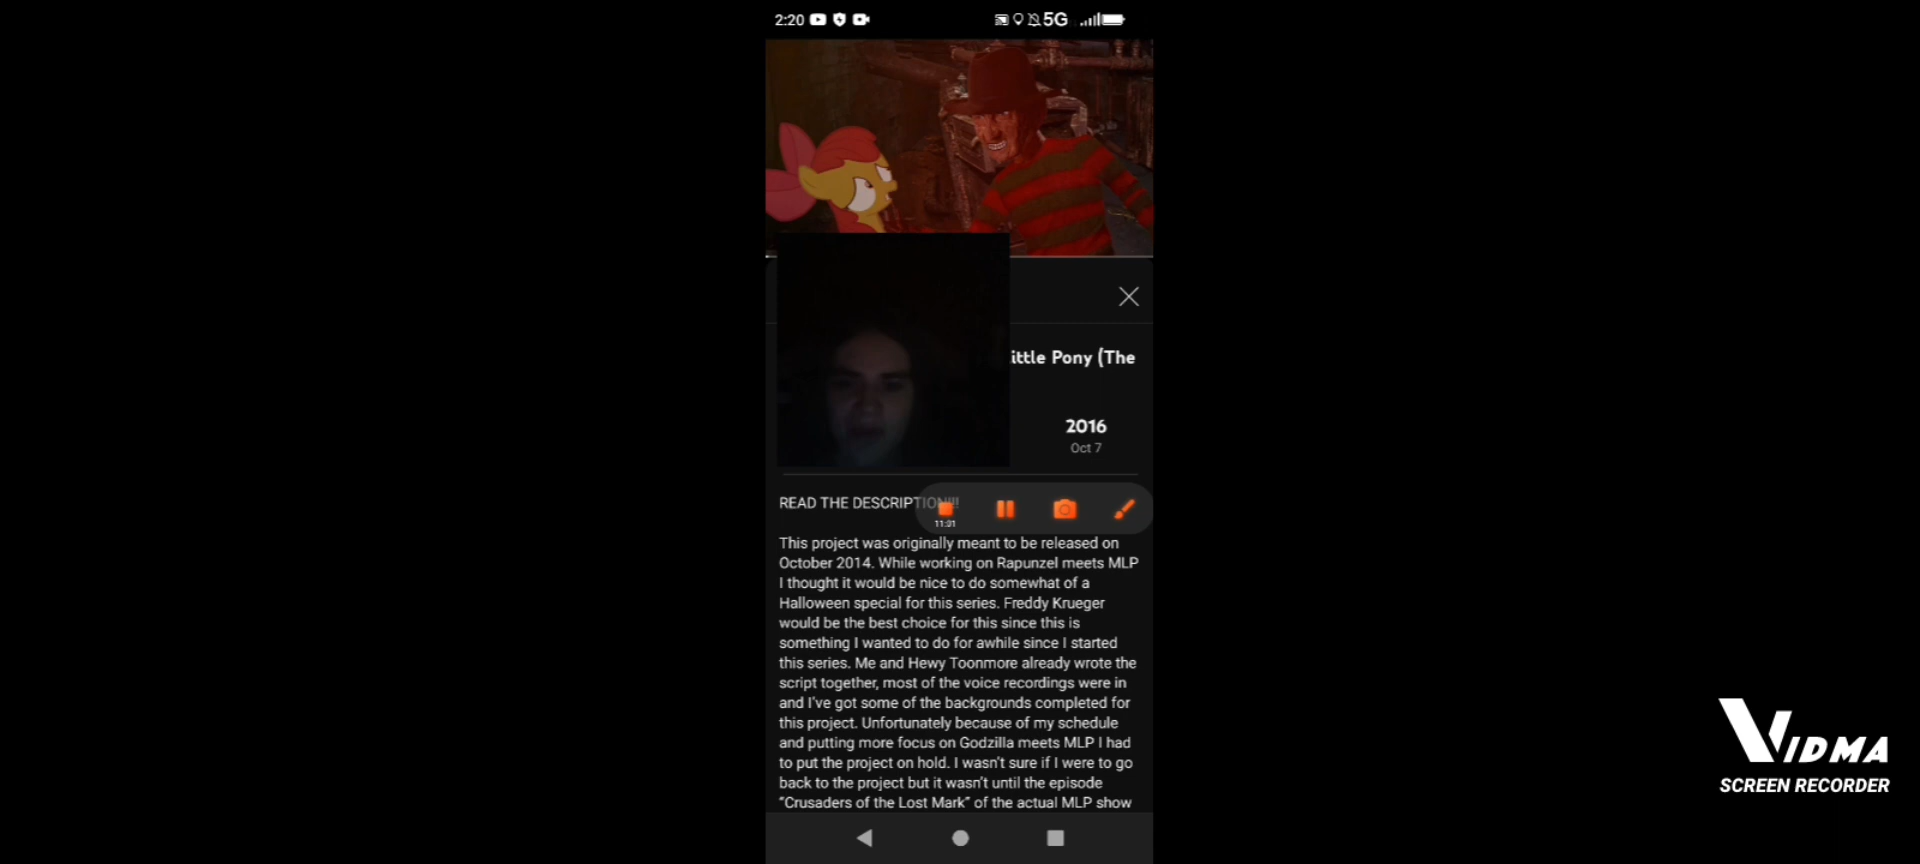 2:20
5G
ittle Pony (The
2016
Oct 7
READ THE DESCRIPTION!!!
11:01
This project was originally meant to be released on
October 2014. While working on Rapunzel meets MLP
I thought it would be nice to do somewhat of a
Halloween special for this series. Freddy Krueger
would be the best choice for this since this is
something I wanted to do for awhile since I started
this series. Me and Hewy Toonmore already wrote the
script together, most of the voice recordings were in
and I've got some of the backgrounds completed for
this project. Unfortunately because of my schedule
and putting more focus on Godzilla meets MLP I had
to put the project on hold. I wasn't sure if I were to go
back to the project but it wasn't until the episode
"Crusaders of the Lost Mark" of the actual MLP show
VIDMA
SCREEN RECORDER